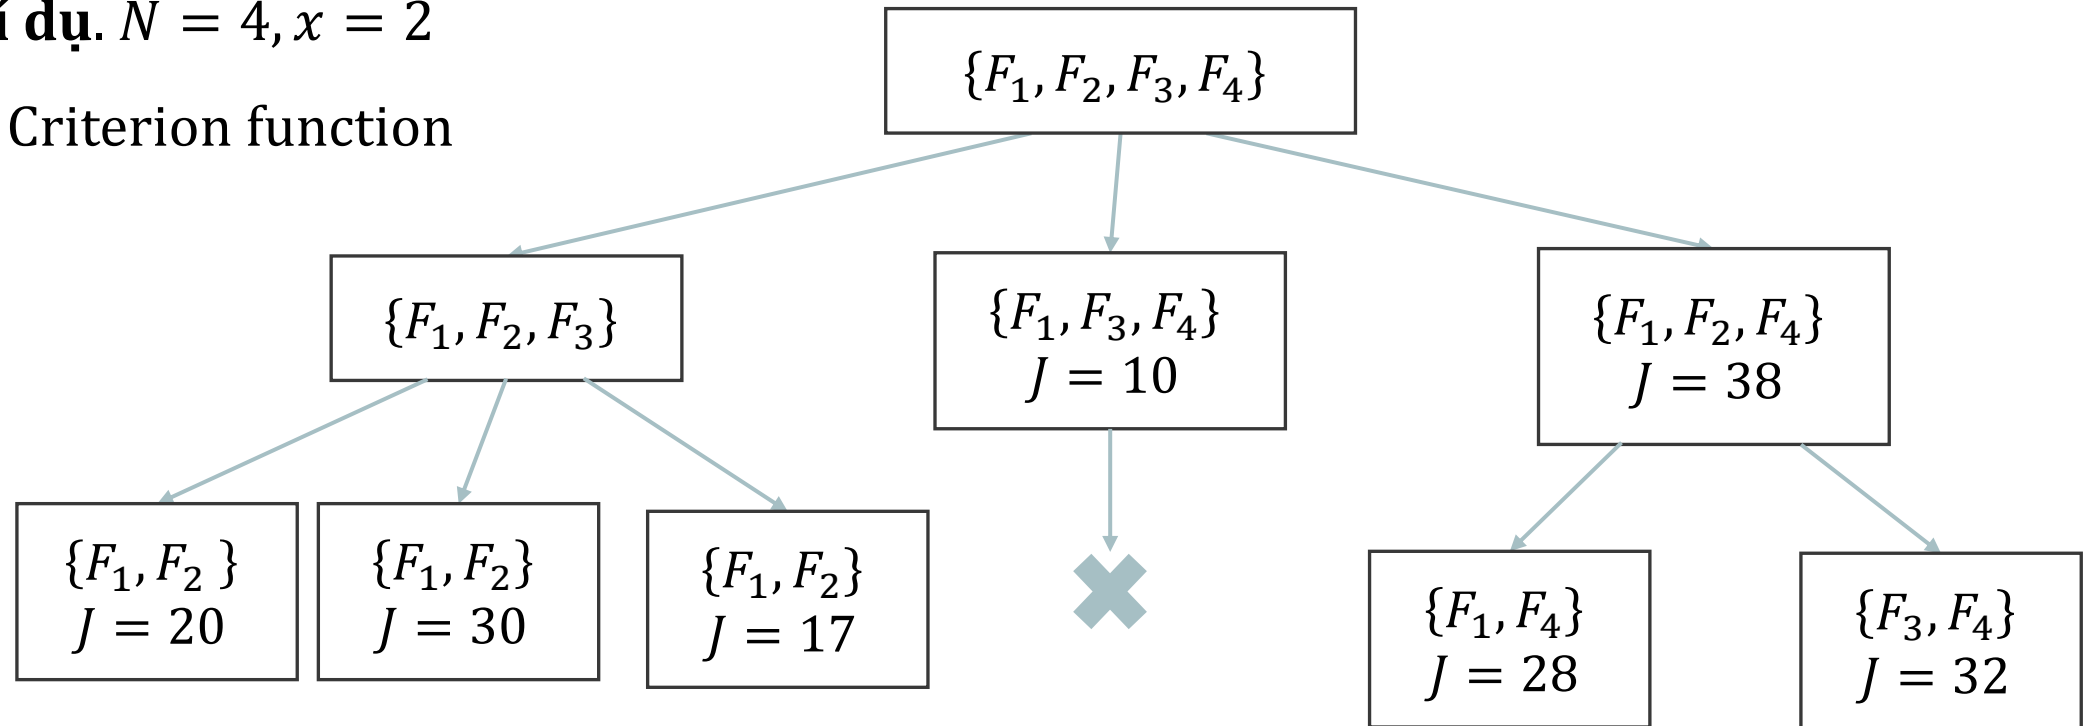 í dụ. N = 4, x = 2
Criterion function
{F₁, F₂, F₃, F₄}
{F₁, F₂, F₃}
{F₁, F₃, F₄}
J = 10
{F₁, F₂, F₄}
J = 38
{F₁, F₂ }
J = 20
{F₁, F₂}
J = 30
{F₁, F₂}
J = 17
{F₁, F₄}
J = 28
{F₃, F₄}
J = 32